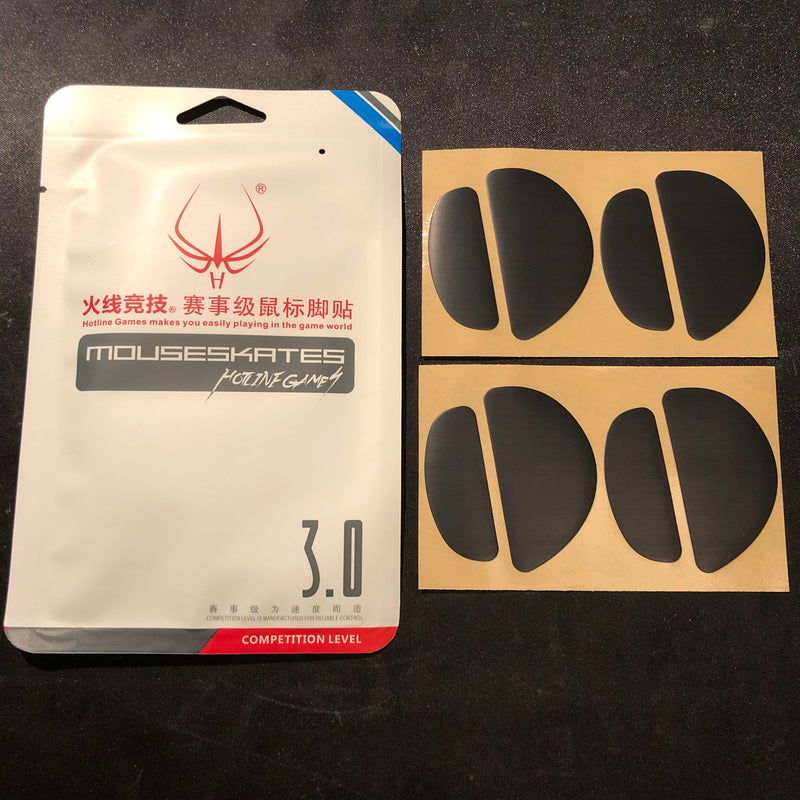 ®
火线竞技® 赛事级鼠标脚贴
Hotline Games makes you easily playing in the game world
MOUSESKATES
HOTLINE GAMES
3.0
赛事级为速度而造
COMPETITION LEVEL IS MANUFACTURED FOR RELIABLE CONTROL
COMPETITION LEVEL